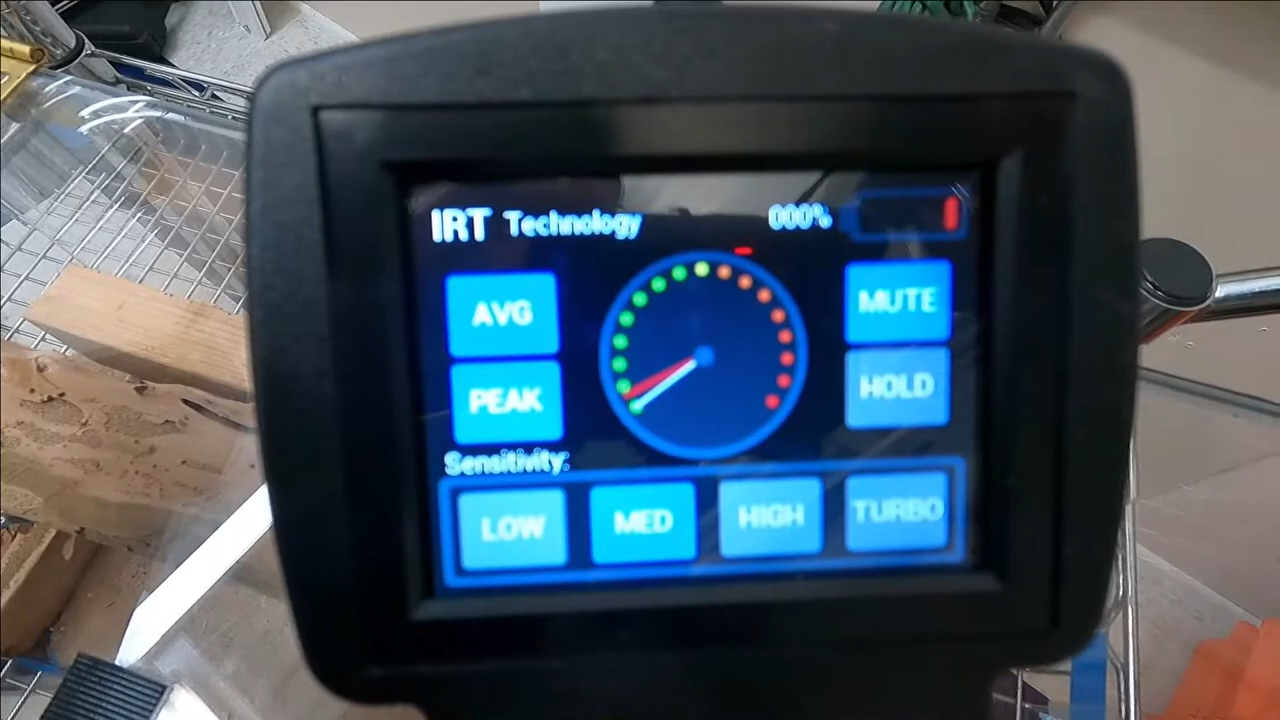 IRT Technology 000%
AVG
MUTE
PEAK
HOLD
Sensitivity:
LOW MED HIGH TURBO